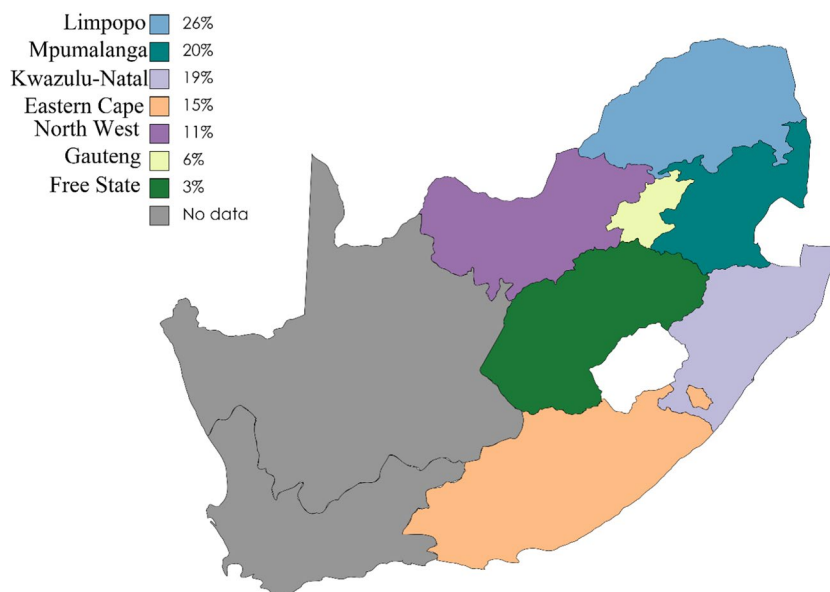 Limpopo 26%
Mpumalanga 20%
Kwazulu-Natal 19%
Eastern Cape 15%
North West 11%
Gauteng 6%
Free State 3%
No data